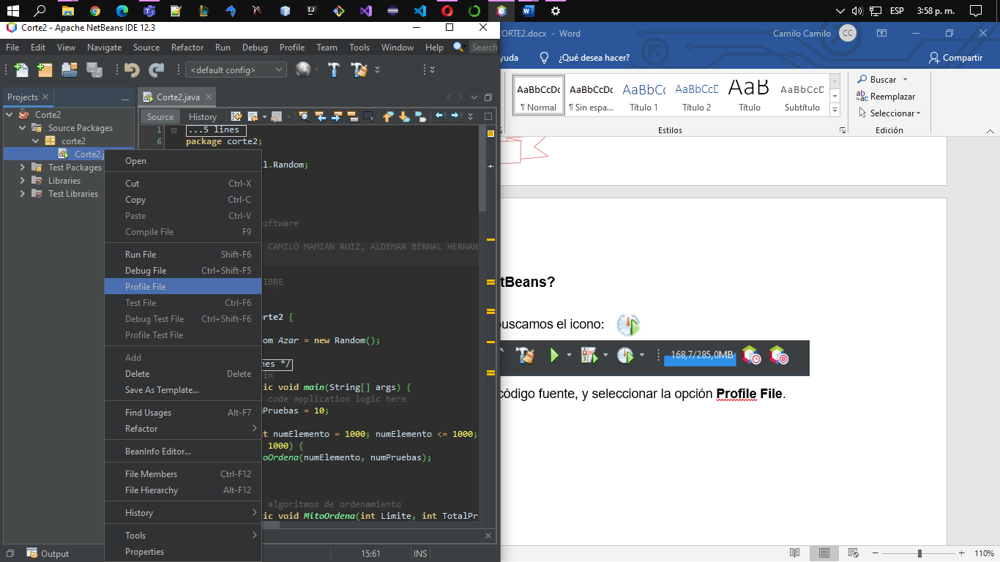 ESP
3:58 p. m.
Corte2 - Apache NetBeans IDE 12.3
File Edit View Navigate Source Refactor Run Debug Profile Team Tools Window Help
Search
<default config>
Projects
Corte2
Source Packages
corte2
Corte2.j
Test Packages
Libraries
Test Libraries
Corte2.java
Source History
1 ...5 lines
6 package corte2;
l.Random;
oftware
CAMILO MAMIAN RUIZ, ALDEMAR BERNAL HERNAN
IBRE
orte2 {
om Azar = new Random();
nes */
in
ic void main(String[] args) {
code application logic here
mPruebas = 10;
nt numElemento = 1000; numElemento <= 1000;
1000) {
toOrdena(numElemento, numPruebas);
algoritmos de ordenamiento
ic void MitoOrdena(int Limite, int TotalPr
Open
Cut Ctrl-X
Copy Ctrl-C
Paste Ctrl-V
Compile File F9
Run File Shift-F6
Debug File Ctrl+Shift-F5
Profile File
Test File Ctrl-F6
Debug Test File Ctrl+Shift-F6
Profile Test File
Add
Delete Delete
Save As Template...
Find Usages Alt-F7
Refactor
BeanInfo Editor...
File Members Ctrl-F12
File Hierarchy Alt-F12
History
Tools
Properties
Output
15:61 INS
CORTE2.docx - Word
Camilo Camilo CC
yuda ¿Qué desea hacer? Compartir
AaBbCcDc AaBbCcDc AaBbCc AaBbCcD AaB AaBbCcD
¶ Normal ¶ Sin espa... Título 1 Título 2 Título Subtítulo
Estilos
Buscar
Reemplazar
Seleccionar
Edición
tBeans?
buscamos el icono:
168,7/285,0MB
código fuente, y seleccionar la opción Profile File.
110%